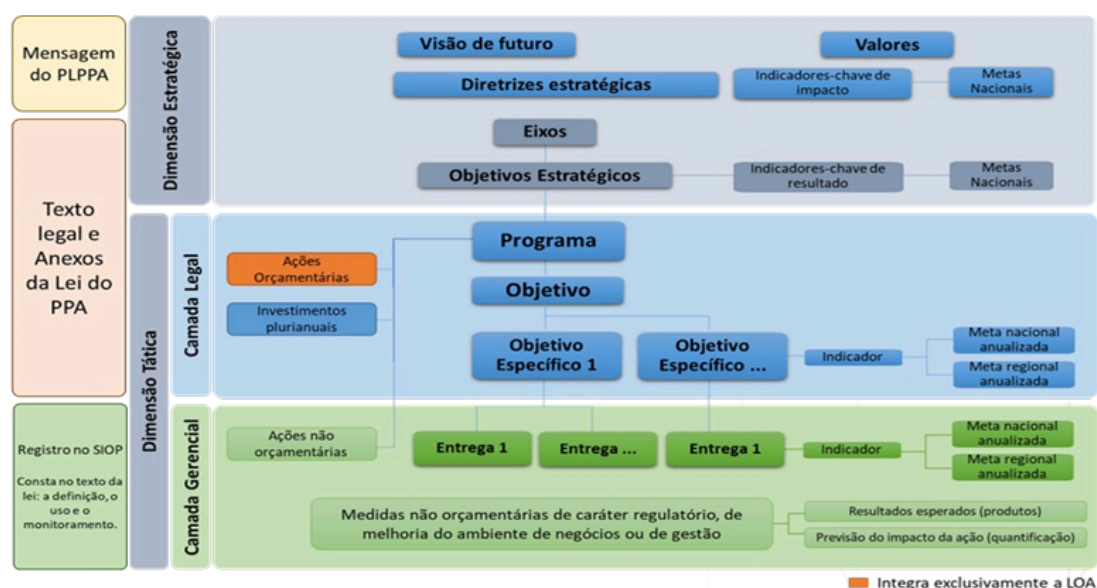 Mensagem
do PLPPA
Texto
legal e
Anexos
da Lei do
PPA
Registro no SIOP
Consta no texto da
lei: a definição, o
uso e o
monitoramento.
Dimensão Estratégica
Visão de futuro
Valores
Diretrizes estratégicas
Indicadores-chave de
impacto
Metas
Nacionais
Eixos
Objetivos Estratégicos
Indicadores-chave de
resultado
Metas
Nacionais
Dimensão Tática
Camada Legal
Programa
Ações
Orçamentárias
Objetivo
Investimentos
plurianuais
Objetivo
Específico 1
Objetivo
Específico ...
Indicador
Meta nacional
anualizada
Meta regional
anualizada
Camada Gerencial
Ações não
orçamentárias
Entrega 1
Entrega ...
Entrega 1
Indicador
Meta nacional
anualizada
Meta regional
anualizada
Medidas não orçamentárias de caráter regulatório, de
melhoria do ambiente de negócios ou de gestão
Resultados esperados (produtos)
Previsão do impacto da ação (quantificação)
Integra exclusivamente a LOA